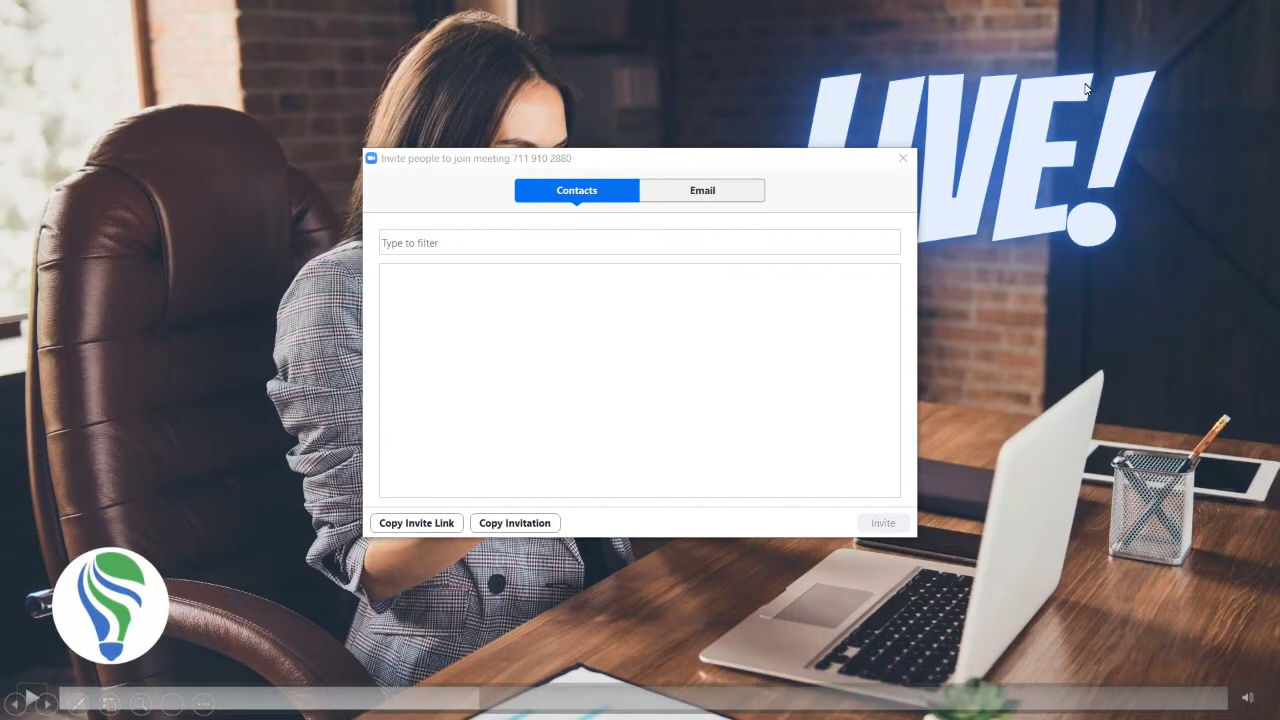 LIVE!
Invite people to join meeting 711 910 2880
Contacts
Email
Type to filter
Copy Invite Link
Copy Invitation
Invite